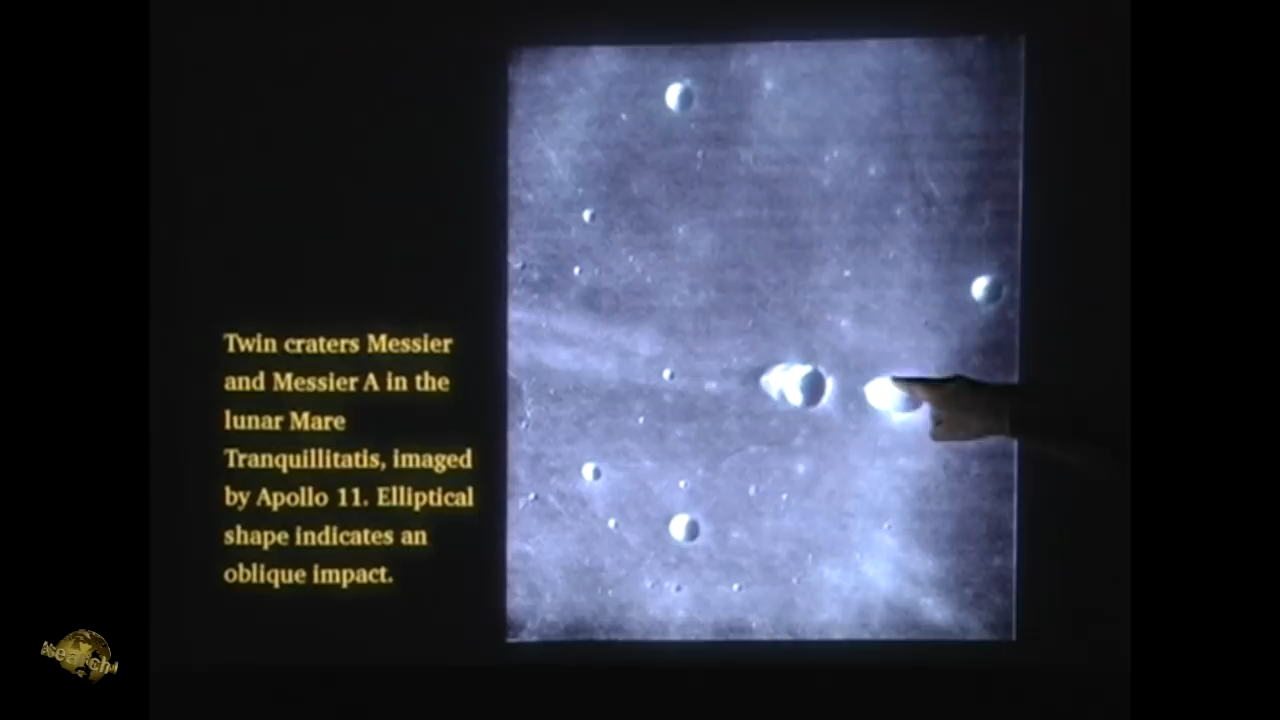 Twin craters Messier
and Messier A in the
lunar Mare
Tranquillitatis, imaged
by Apollo 11. Elliptical
shape indicates an
oblique impact.